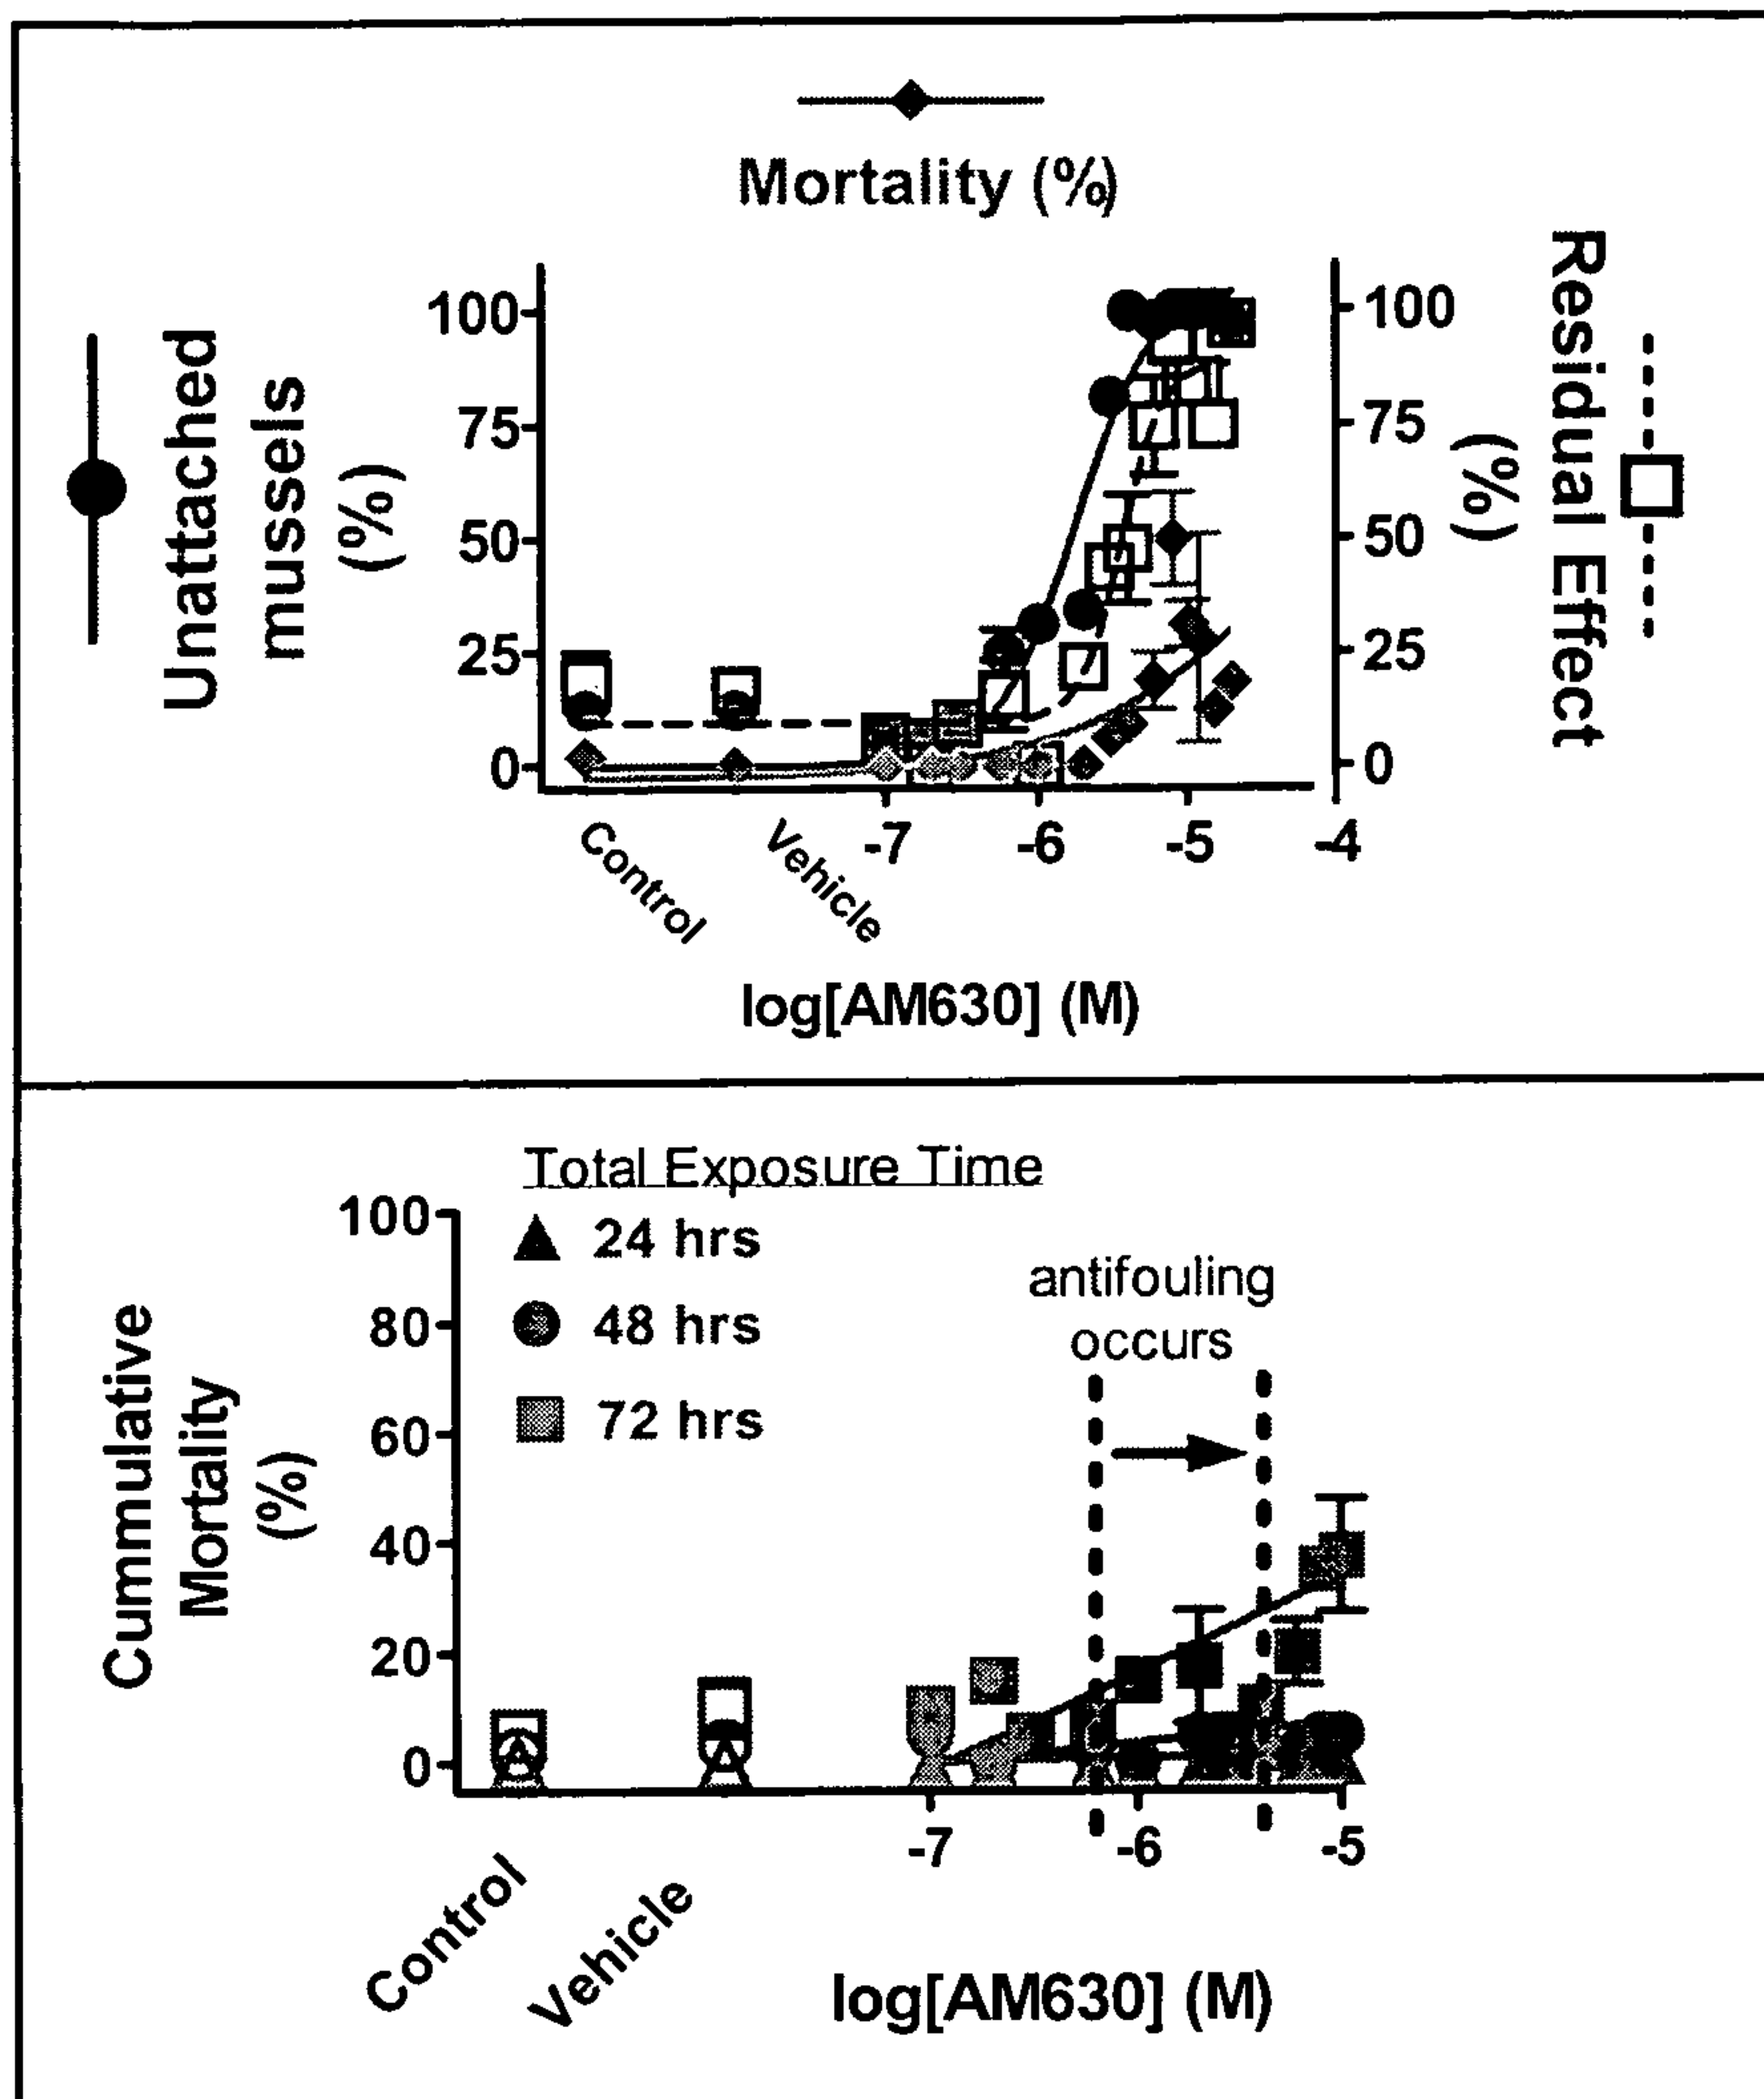 Mortality (%)
Unattached
mussels
(%)
100
75
50
25
0
100
75
50
25
0
Residual Effect
(%)
Control
Vehicle
-7
-6
-5
-4
log[AM630] (M)
Total Exposure Time
24 hrs
48 hrs
72 hrs
antifouling
occurs
Cummulative
Mortality
(%)
100
80
60
40
20
0
Control
Vehicle
-7
-6
-5
log[AM630] (M)